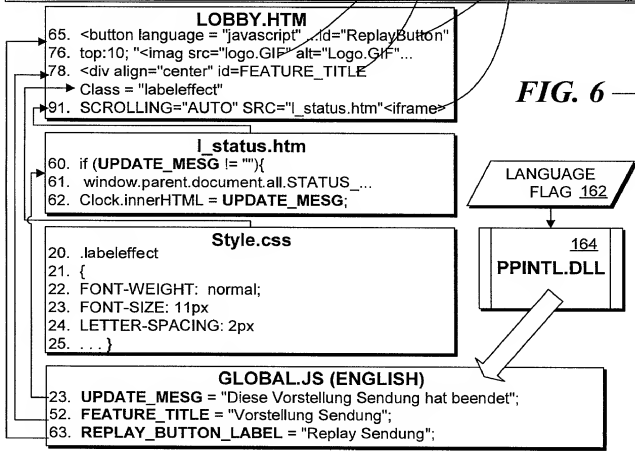 LOBBY.HTM
65. <button language = "javascript" ...id="ReplayButton"
76. top:10; "<imag src="logo.GIF" alt="Logo.GIF"...
78. <div align="center" id=FEATURE_TITLE
Class = "labeleffect"
91. SCROLLING="AUTO" SRC="l_status.htm"<iframe>
FIG. 6
l_status.htm
60. if (UPDATE_MESG != ""){
61. window.parent.document.all.STATUS_...
62. Clock.innerHTML = UPDATE_MESG;
LANGUAGE
FLAG 162
Style.css
20. .labeleffect
21. {
22. FONT-WEIGHT: normal;
23. FONT-SIZE: 11px
24. LETTER-SPACING: 2px
25. . . . }
164
PPINTL.DLL
GLOBAL.JS (ENGLISH)
23. UPDATE_MESG = "Diese Vorstellung Sendung hat beendet";
52. FEATURE_TITLE = "Vorstellung Sendung";
63. REPLAY_BUTTON_LABEL = "Replay Sendung";